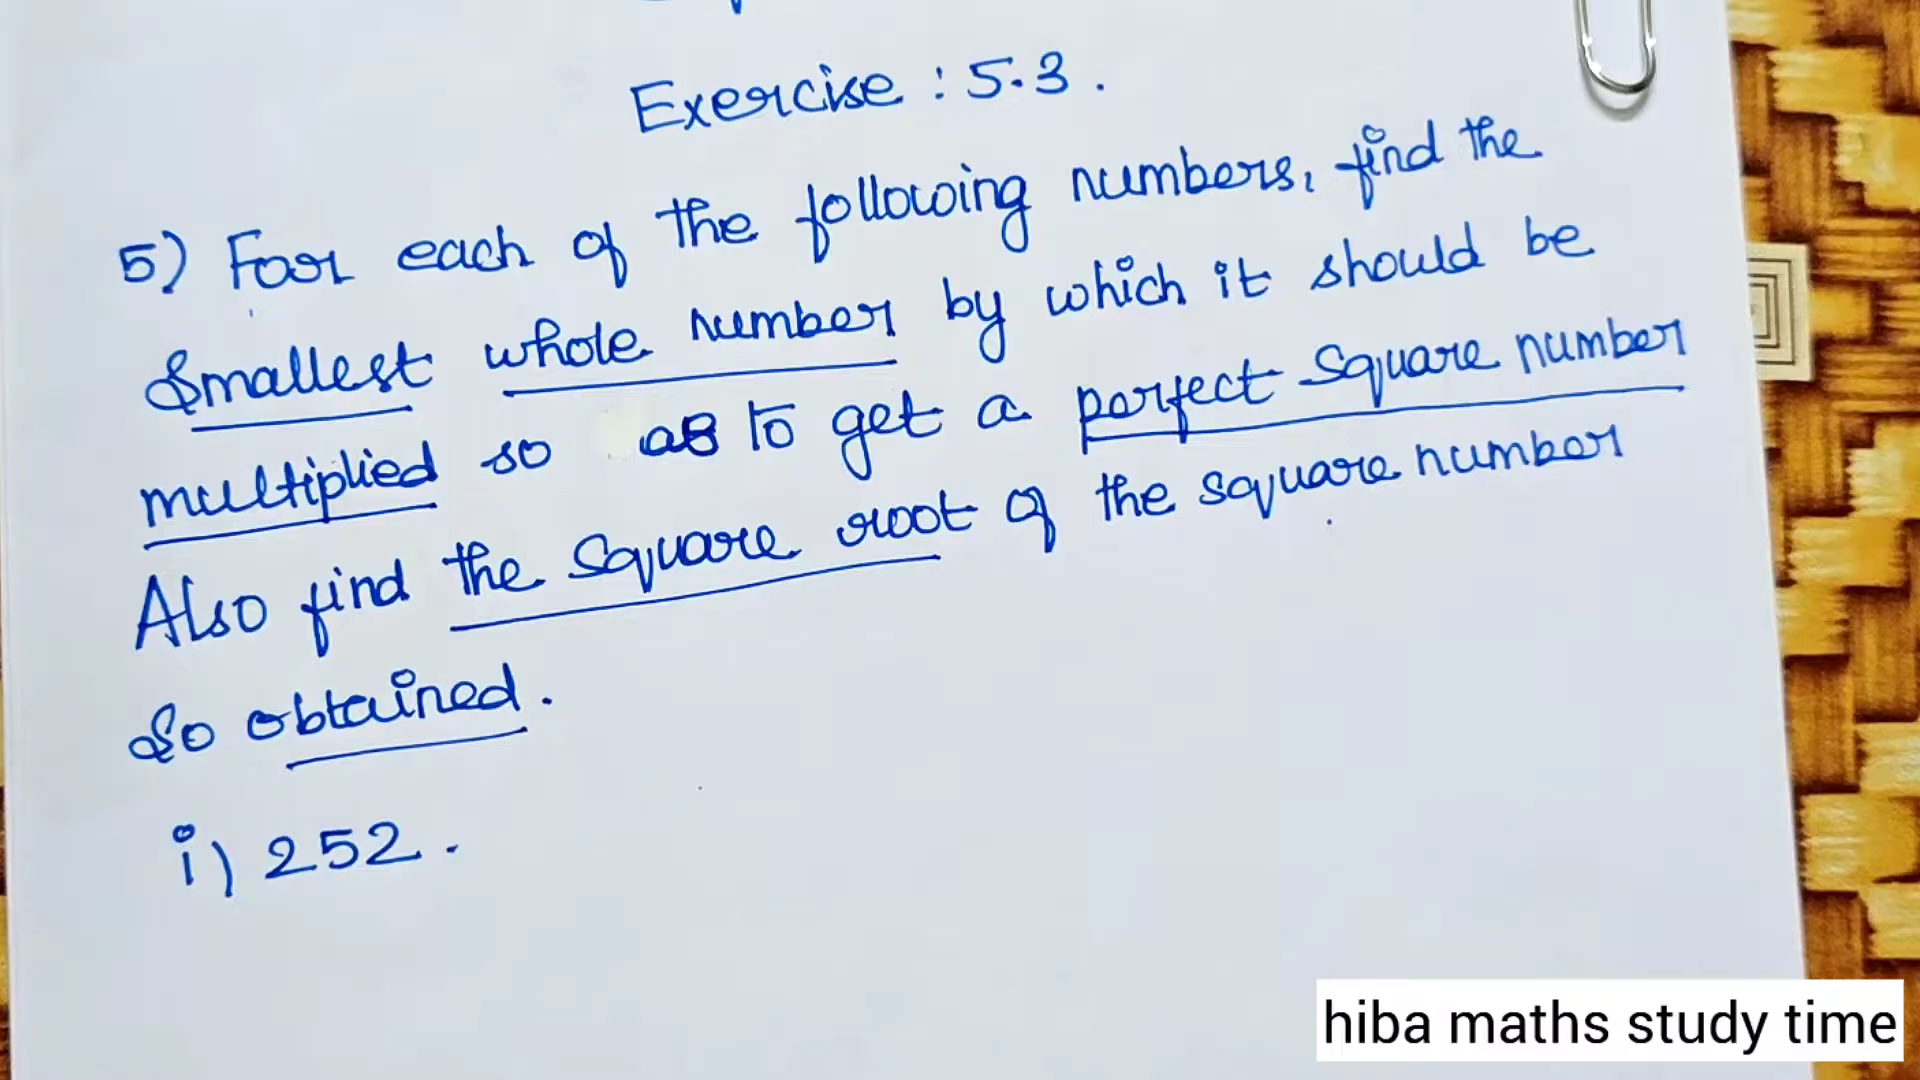 Exercise : 5.3.
5) For each of the following numbers, find the
Smallest whole number by which it should be
multiplied so as to get a perfect square number
Also find the square root of the square number
So obtained.
i) 252.
hiba maths study time